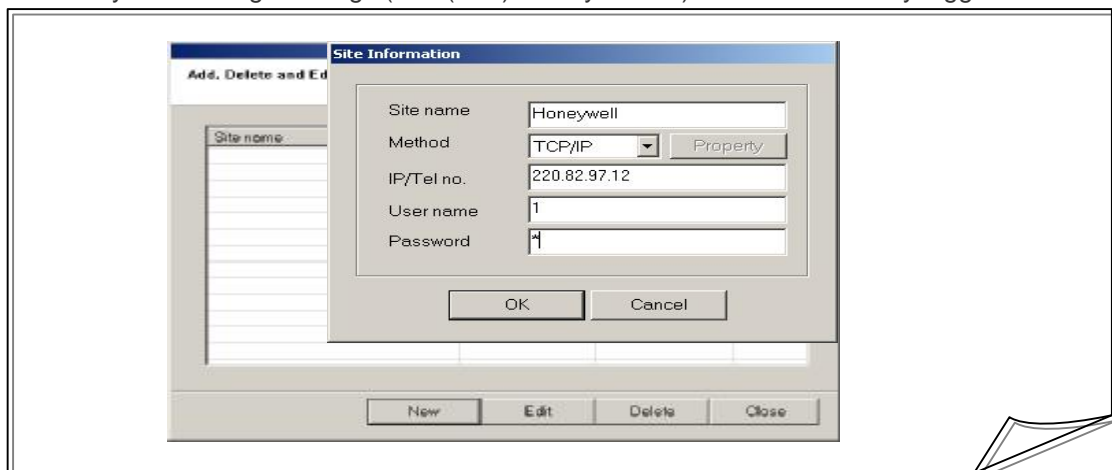 Site Information
Add, Delete and Ed
Site name Honeywell
Site name
Method TCP/IP Property
IP/Tel no. 220.82.97.12
User name 1
Password *
OK Cancel
New Edit Delete Close